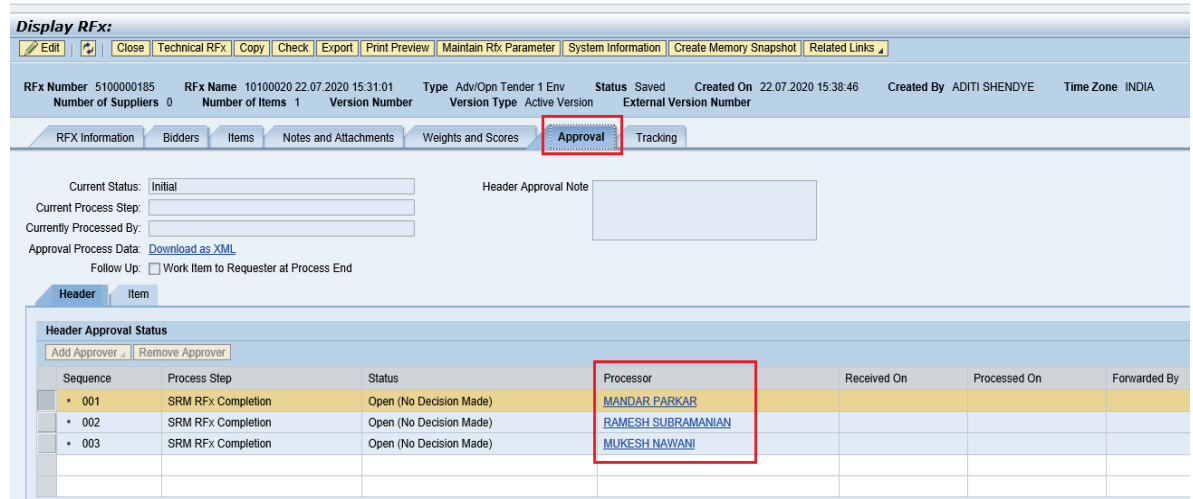 Display RFx:
Edit Close Technical RFx Copy Check Export Print Preview Maintain Rfx Parameter System Information Create Memory Snapshot Related Links
RFx Number 5100000185 RFx Name 10100020 22.07.2020 15:31:01 Type Adv/Opn Tender 1 Env Status Saved Created On 22.07.2020 15:38:46 Created By ADITI SHENDYE Time Zone INDIA
Number of Suppliers 0 Number of Items 1 Version Number Version Type Active Version External Version Number
RFX Information Bidders Items Notes and Attachments Weights and Scores Approval Tracking
Current Status: Initial Header Approval Note
Current Process Step:
Currently Processed By:
Approval Process Data: Download as XML
Follow Up: Work Item to Requester at Process End
Header Item
Header Approval Status
Add Approver Remove Approver
Sequence Process Step Status Processor Received On Processed On Forwarded By
001 SRM RFx Completion Open (No Decision Made) MANDAR PARKAR
002 SRM RFx Completion Open (No Decision Made) RAMESH SUBRAMANIAN
003 SRM RFx Completion Open (No Decision Made) MUKESH NAWANI